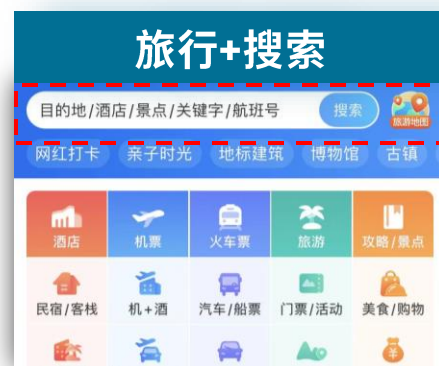 旅行+搜索
目的地/酒店/景点/关键字/航班号 搜索 旅游地图
网红打卡 亲子时光 地标建筑 博物馆 古镇
酒店 机票 火车票 旅游 攻略/景点
民宿/客栈 机+酒 汽车/船票 门票/活动 美食/购物